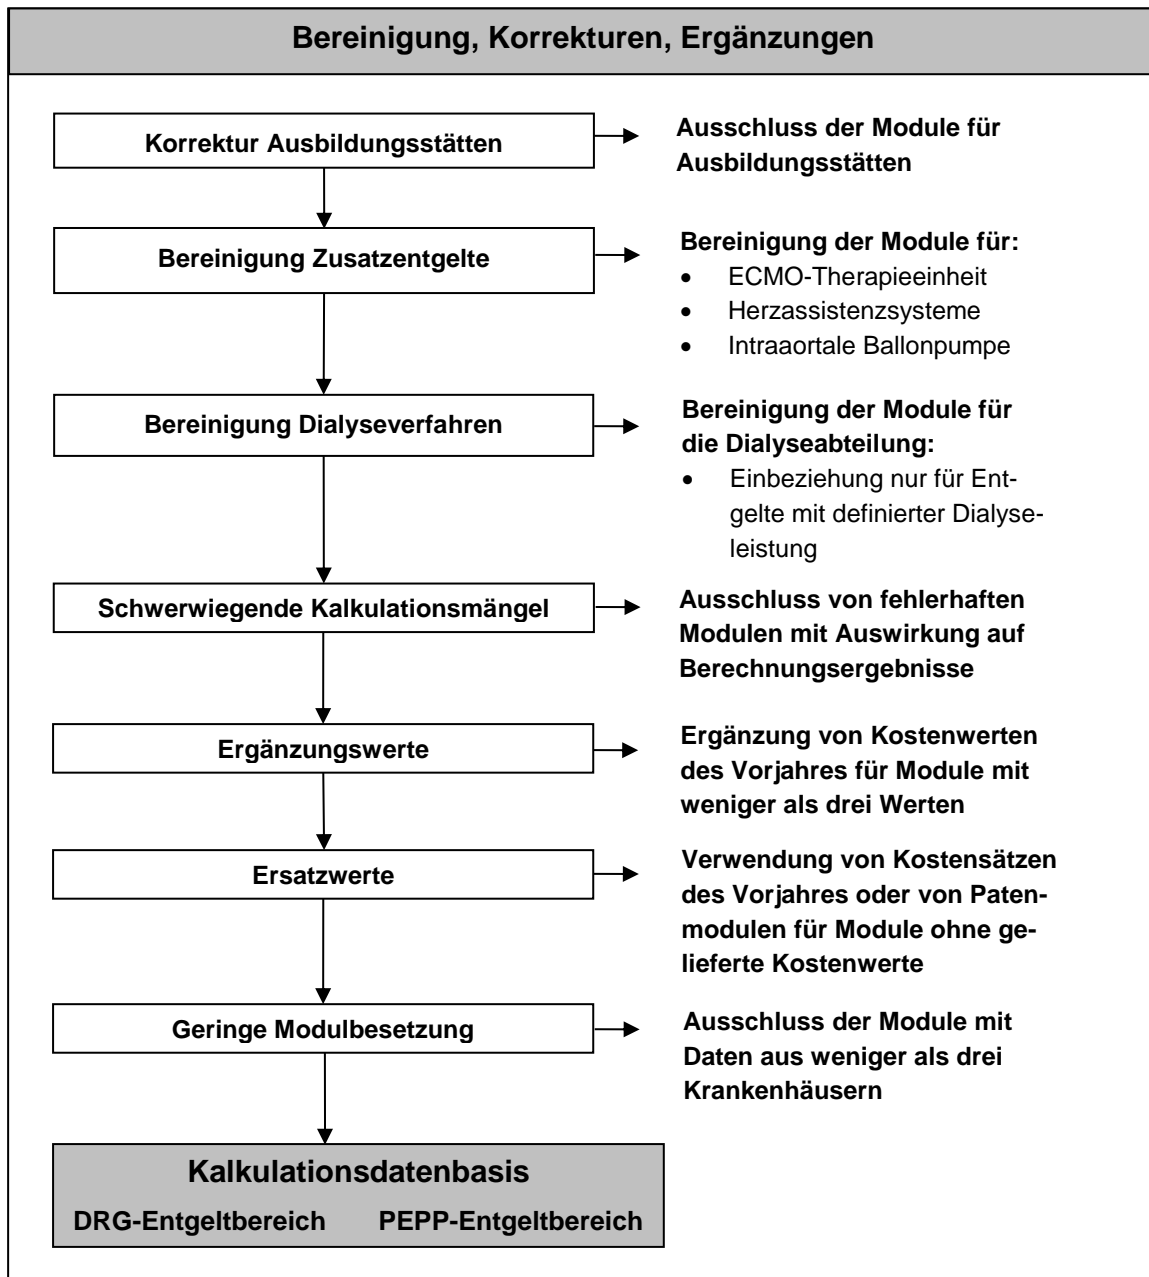 Bereinigung, Korrekturen, Ergänzungen
Korrektur Ausbildungsstätten
Ausschluss der Module für
Ausbildungsstätten
Bereinigung Zusatzentgelte
Bereinigung der Module für:
• ECMO-Therapieeinheit
• Herzassistenzsysteme
• Intraaortale Ballonpumpe
Bereinigung Dialyseverfahren
Bereinigung der Module für
die Dialyseabteilung:
• Einbeziehung nur für Ent-
gelte mit definierter Dialyse-
leistung
Schwerwiegende Kalkulationsmängel
Ausschluss von fehlerhaften
Modulen mit Auswirkung auf
Berechnungsergebnisse
Ergänzungswerte
Ergänzung von Kostenwerten
des Vorjahres für Module mit
weniger als drei Werten
Ersatzwerte
Verwendung von Kostensätzen
des Vorjahres oder von Paten-
modulen für Module ohne ge-
lieferte Kostenwerte
Geringe Modulbesetzung
Ausschluss der Module mit
Daten aus weniger als drei
Krankenhäusern
Kalkulationsdatenbasis
DRG-Entgeltbereich PEPP-Entgeltbereich